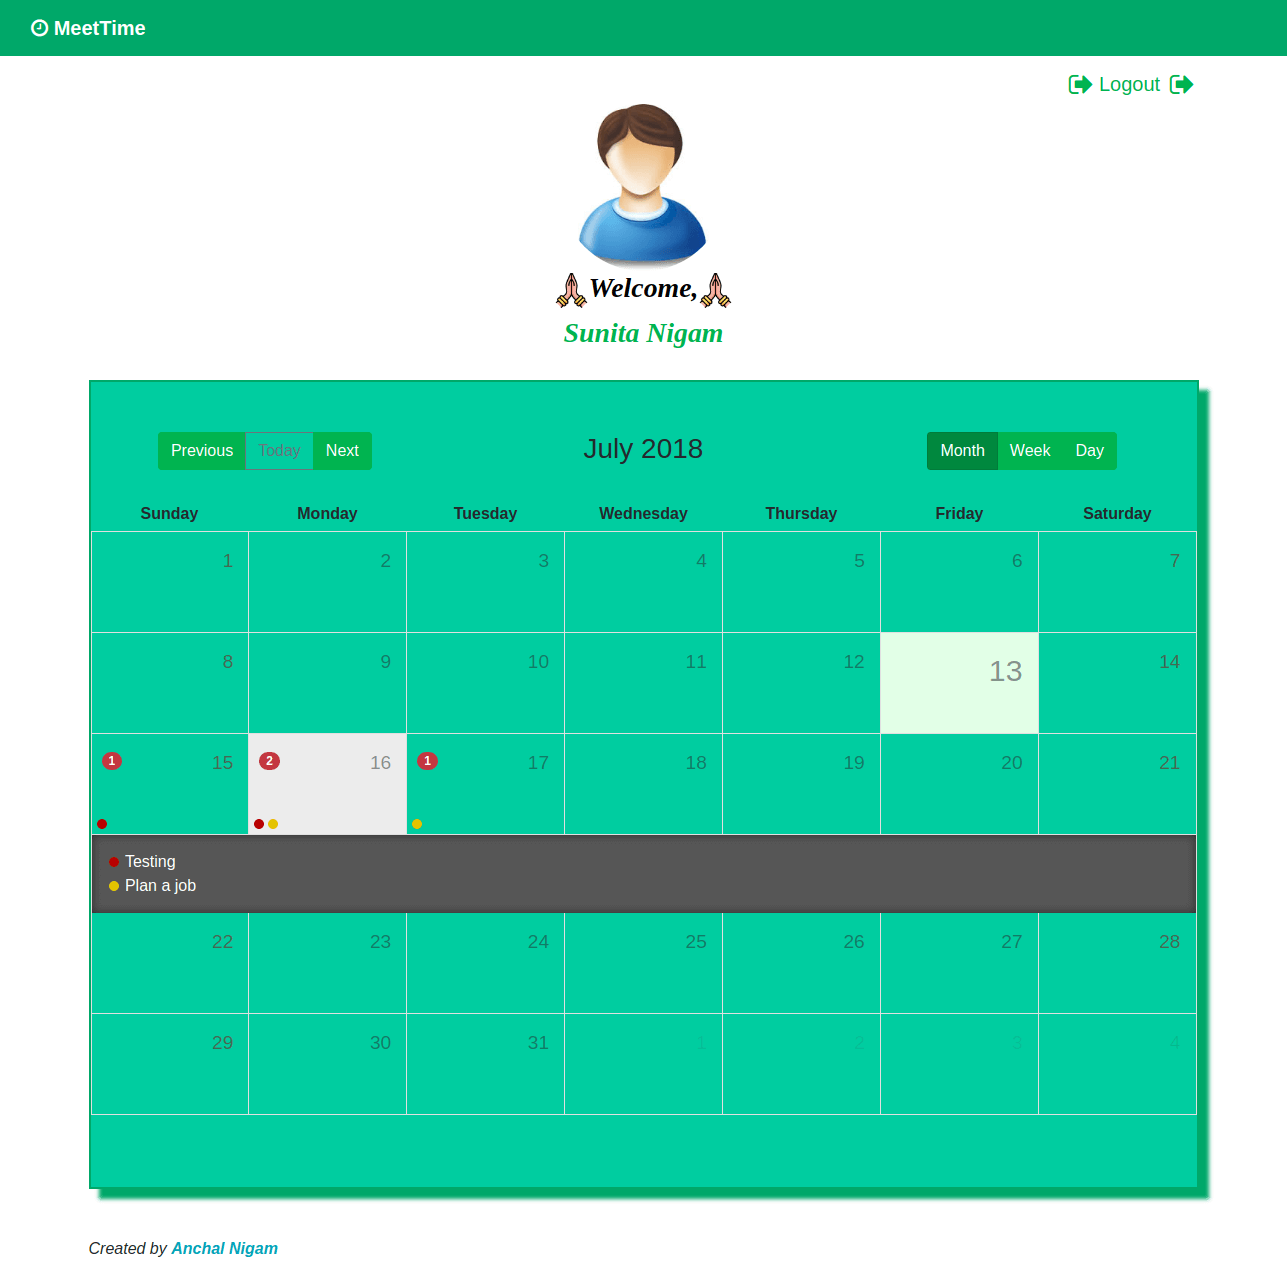 MeetTime
Logout
Welcome,
Sunita Nigam
Previous Today Next
July 2018
Month Week Day
Sunday Monday Tuesday Wednesday Thursday Friday Saturday
1 2 3 4 5 6 7
8 9 10 11 12 13 14
1 15 2 16 1 17 18 19 20 21
Testing
Plan a job
22 23 24 25 26 27 28
29 30 31 1 2 3 4
Created by Anchal Nigam